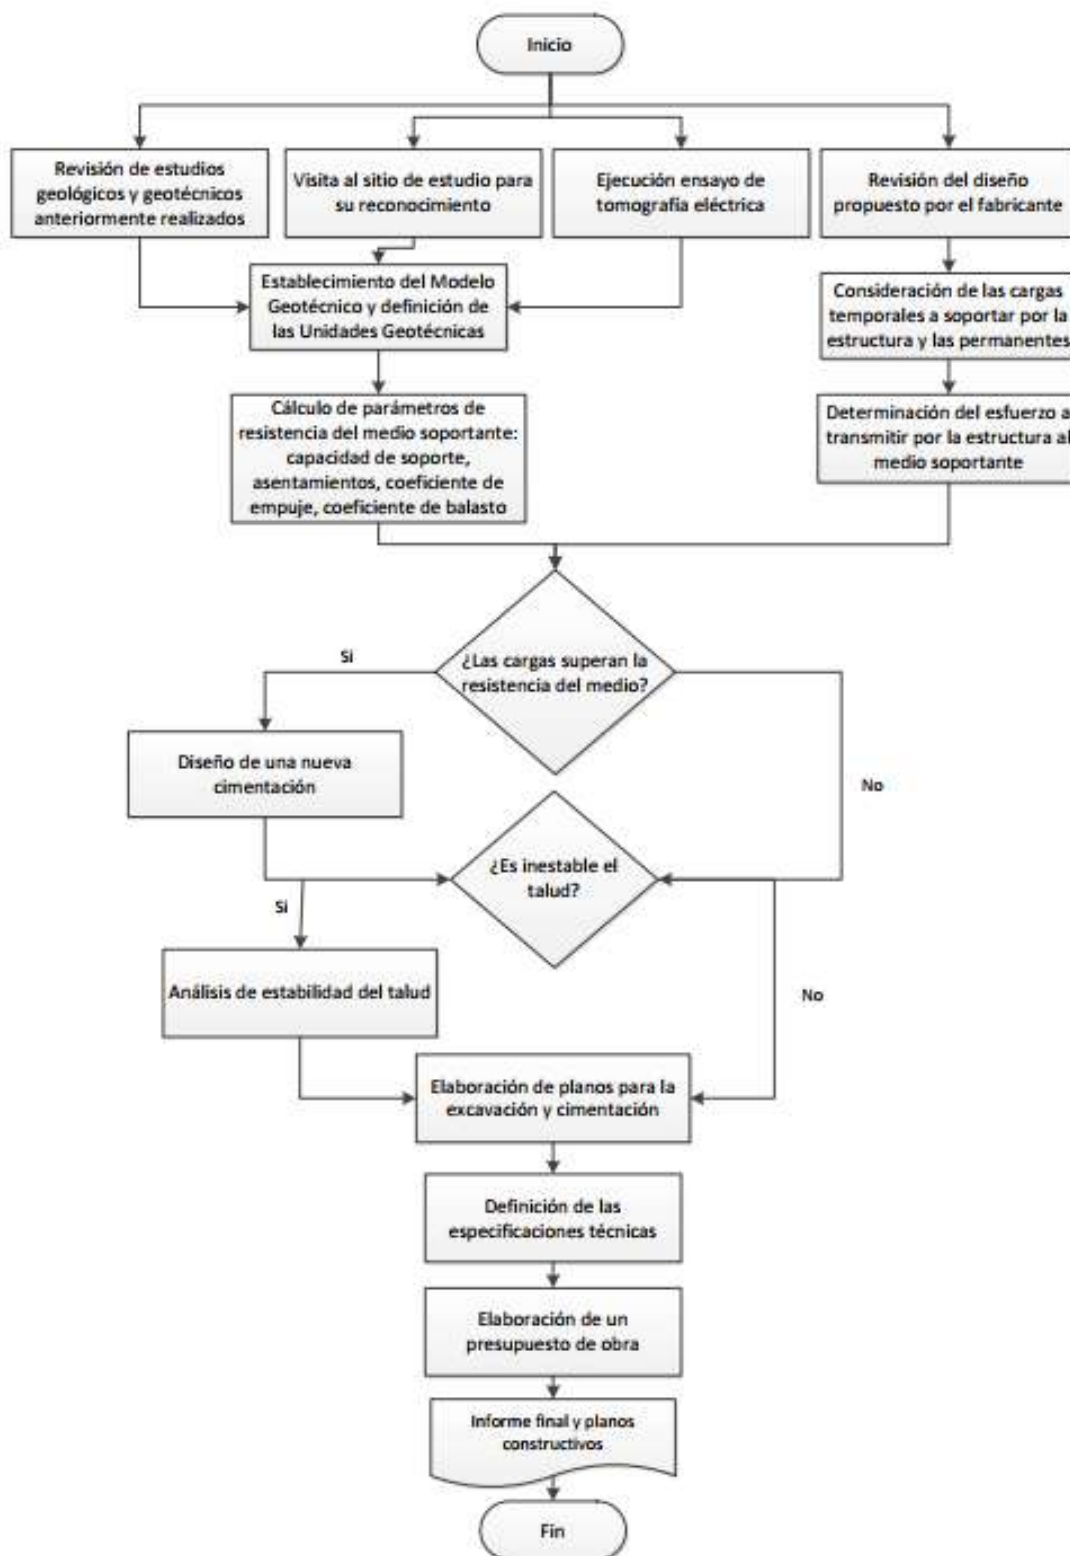 Inicio
Revisión de estudios
geológicos y geotécnicos
anteriormente realizados
Visita al sitio de estudio para
su reconocimiento
Ejecución ensayo de
tomografía eléctrica
Revisión del diseño
propuesto por el fabricante
Establecimiento del Modelo
Geotécnico y definición de
las Unidades Geotécnicas
Consideración de las cargas
temporales a soportar por la
estructura y las permanentes
Cálculo de parámetros de
resistencia del medio soportante:
capacidad de soporte,
asentamientos, coeficiente de
empuje, coeficiente de balasto
Determinación del esfuerzo a
transmitir por la estructura al
medio soportante
Si
¿Las cargas superan la
resistencia del medio?
Diseño de una nueva
cimentación
No
¿Es inestable el
talud?
Si
Análisis de estabilidad del talud
No
Elaboración de planos para la
excavación y cimentación
Definición de las
especificaciones técnicas
Elaboración de un
presupuesto de obra
Informe final y planos
constructivos
Fin